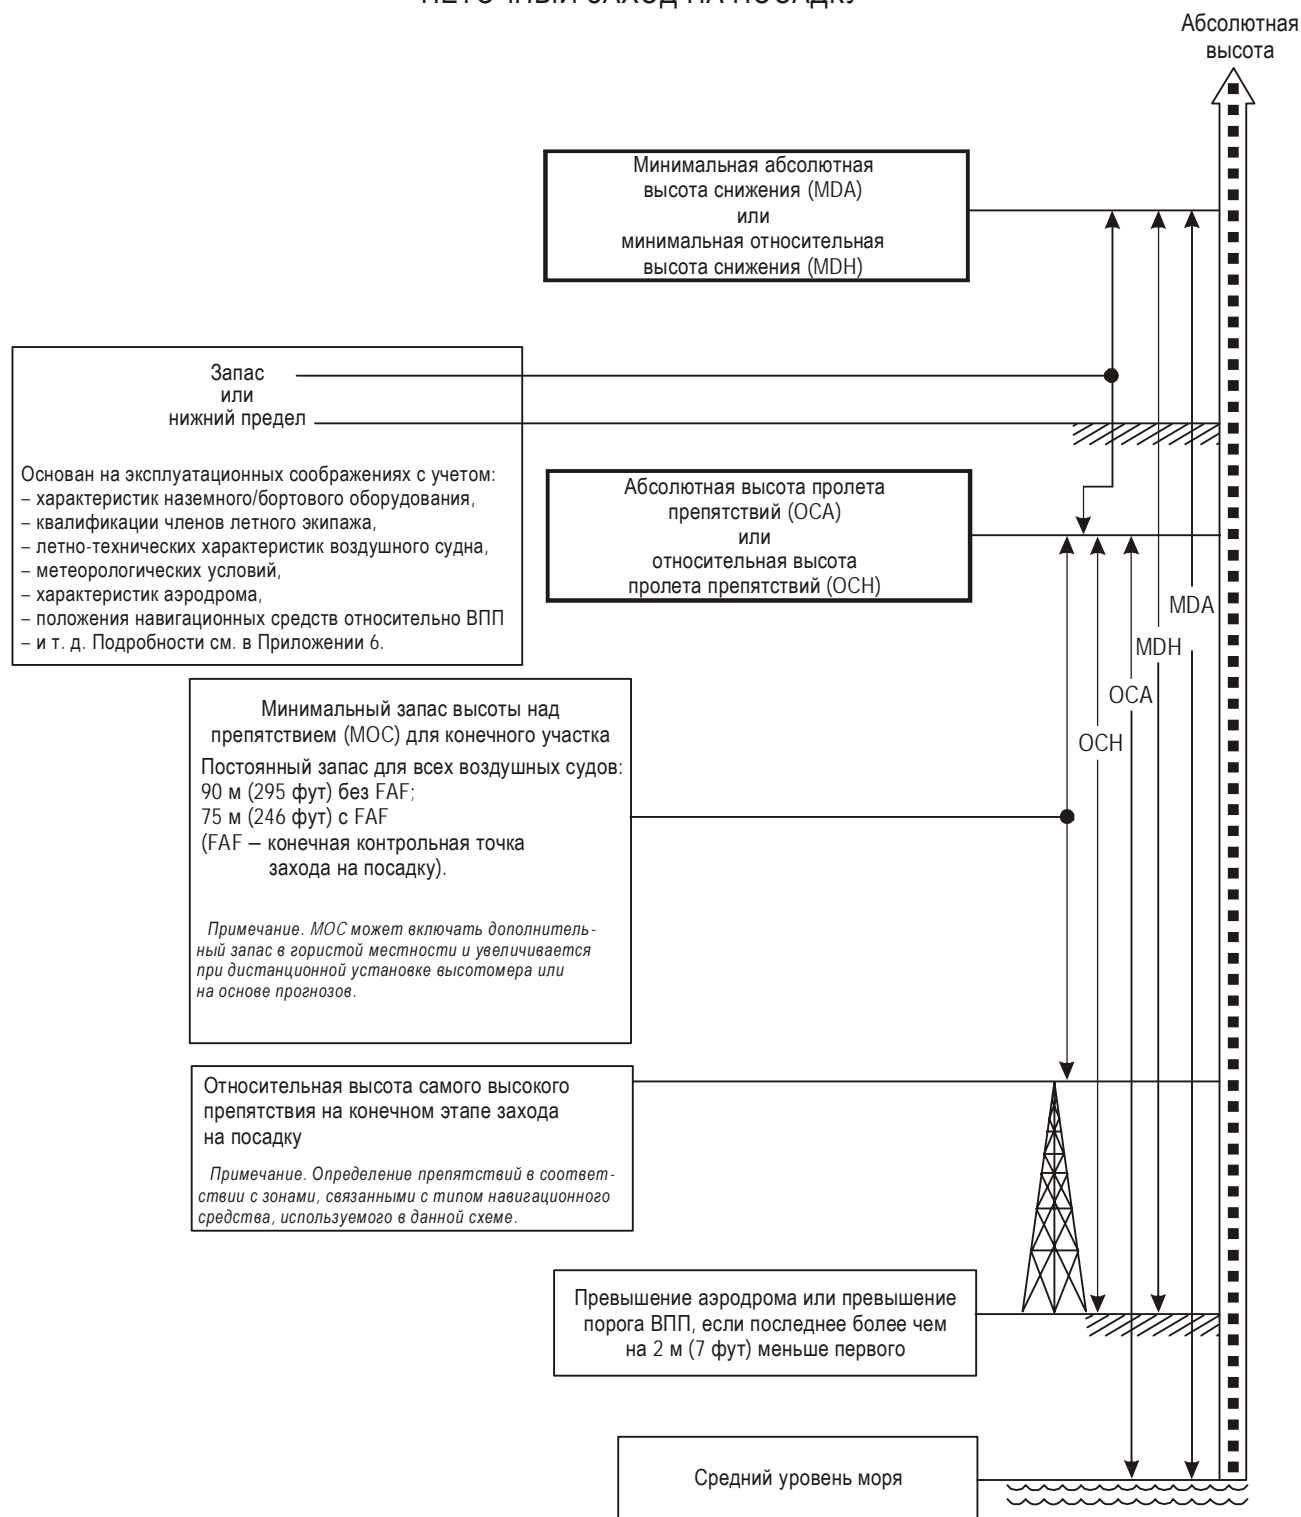 НЕТОЧНЫЙ ЗАХОД НА ПОСАДКУ
Абсолютная
высота
Минимальная абсолютная
высота снижения (MDA)
или
минимальная относительная
высота снижения (MDH)
Запас
или
нижний предел
Основан на эксплуатационных соображениях с учетом:
– характеристик наземного/бортового оборудования,
– квалификации членов летного экипажа,
– летно-технических характеристик воздушного судна,
– метеорологических условий,
– характеристик аэродрома,
– положения навигационных средств относительно ВПП
– и т. д. Подробности см. в Приложении 6.
Абсолютная высота пролета
препятствий (OCA)
или
относительная высота
пролета препятствий (OCH)
MDA
MDH
OCA
OCH
Минимальный запас высоты над
препятствием (MOC) для конечного участка
Постоянный запас для всех воздушных судов:
90 м (295 фут) без FAF;
75 м (246 фут) с FAF
(FAF – конечная контрольная точка
захода на посадку).
Примечание. MOC может включать дополнитель-
ный запас в гористой местности и увеличивается
при дистанционной установке высотомера или
на основе прогнозов.
Относительная высота самого высокого
препятствия на конечном этапе захода
на посадку
Примечание. Определение препятствий в соответ-
ствии с зонами, связанными с типом навигационного
средства, используемого в данной схеме.
Превышение аэродрома или превышение
порога ВПП, если последнее более чем
на 2 м (7 фут) меньше первого
Средний уровень моря